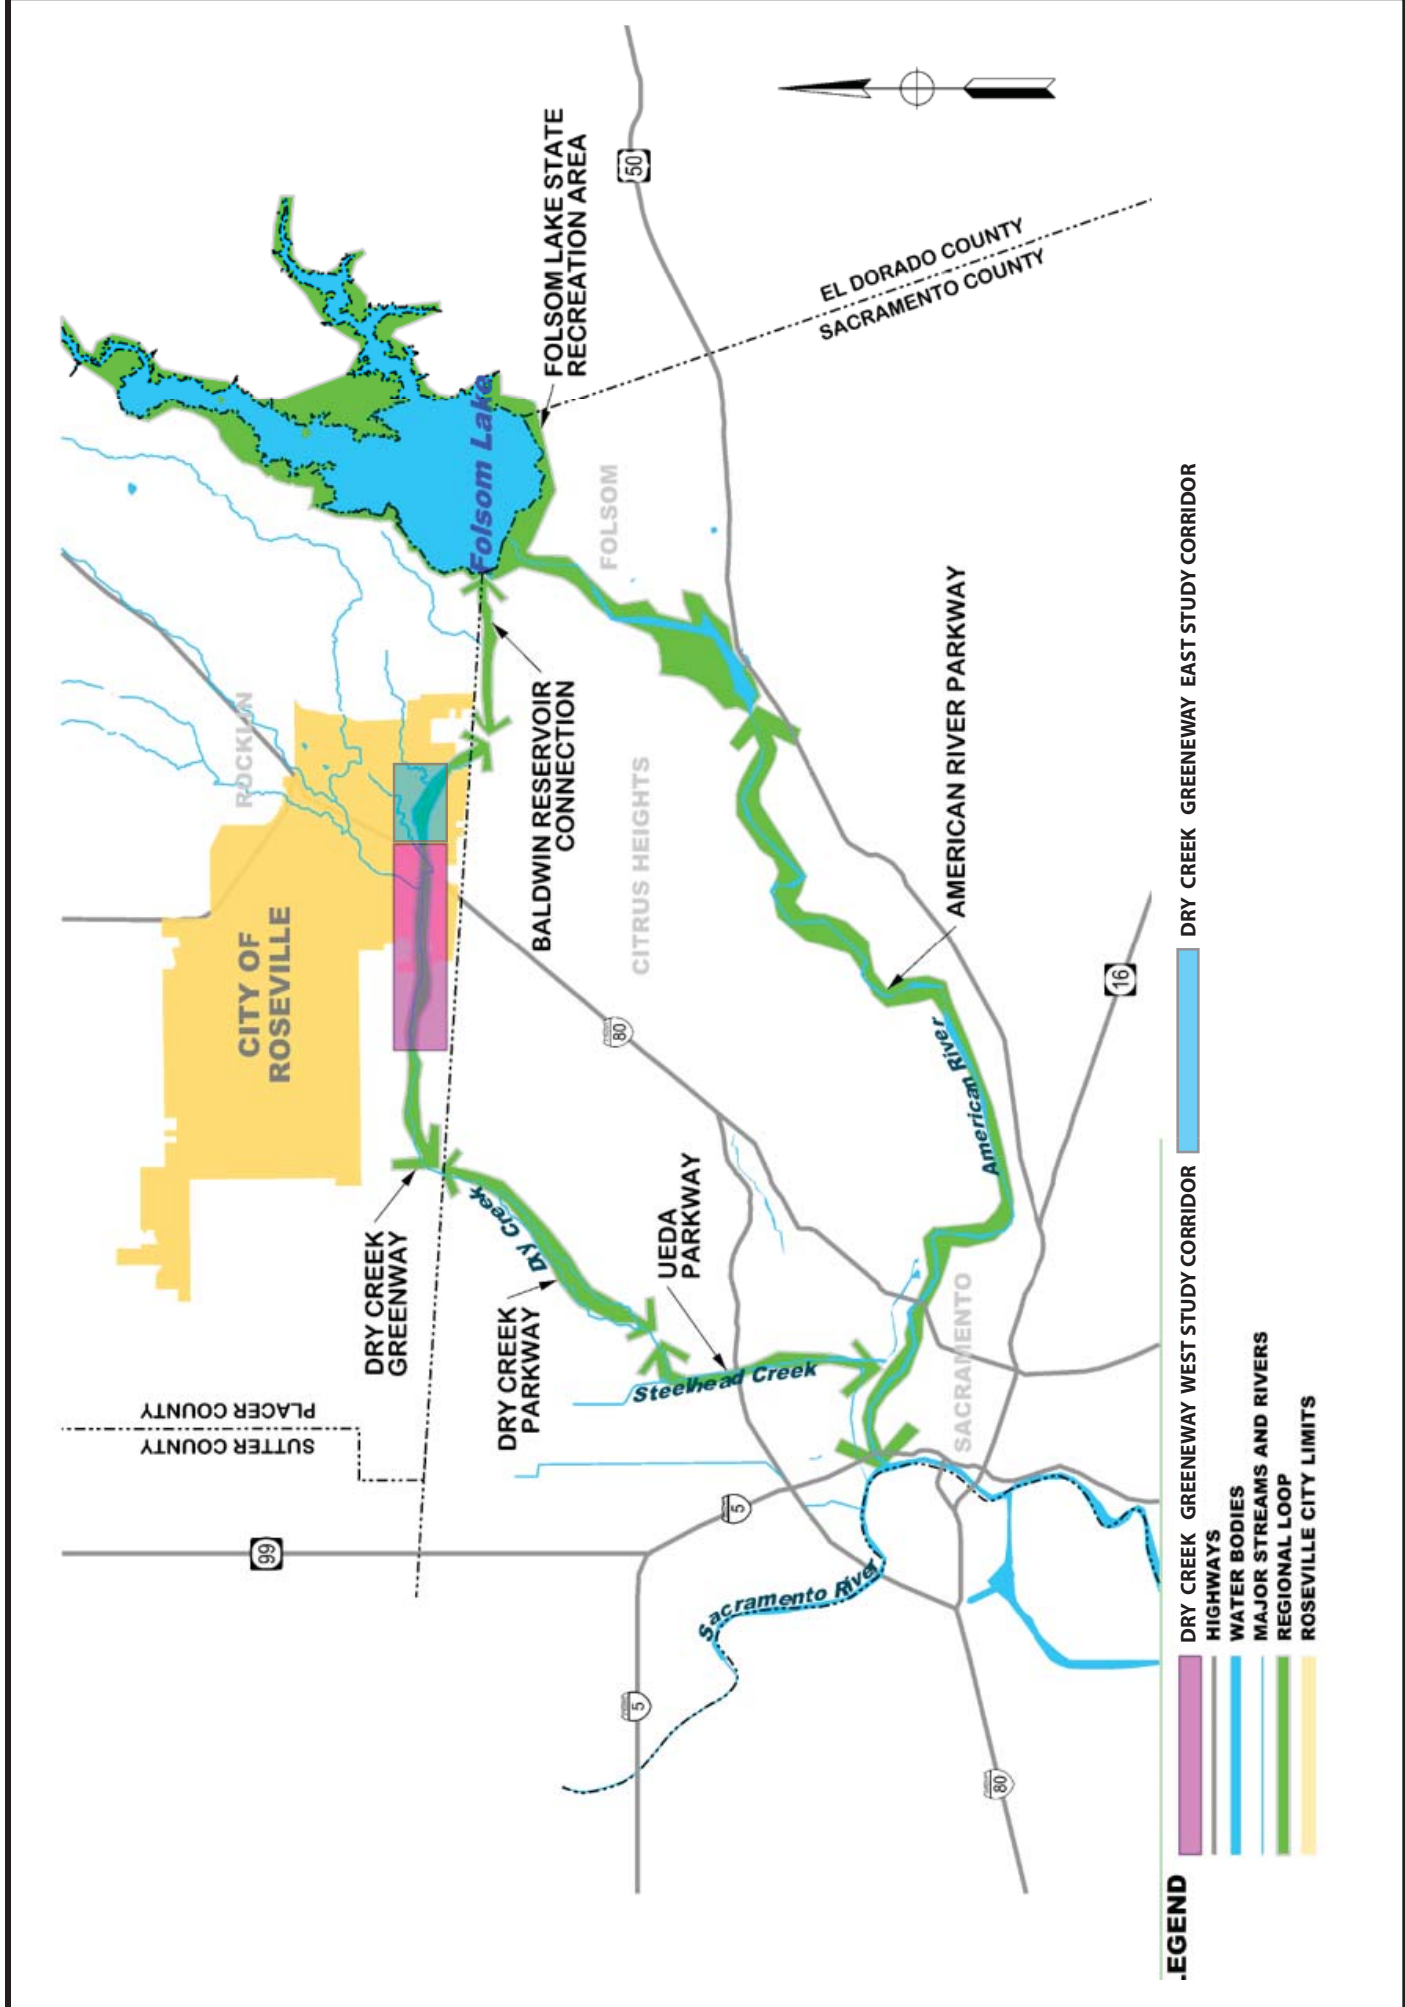 50
FOLSOM LAKE STATE
RECREATION AREA
EL DORADO COUNTY
SACRAMENTO COUNTY
Folsom Lake
FOLSOM
ROCKLIN
BALDWIN RESERVOIR
CONNECTION
CITRUS HEIGHTS
AMERICAN RIVER PARKWAY
CITY OF
ROSEVILLE
80
16
American River
DRY CREEK
GREENWAY
Dry Creek
DRY CREEK
PARKWAY
UEDA
PARKWAY
Steelhead Creek
SACRAMENTO
PLACER COUNTY
SUTTER COUNTY
99
5
Sacramento River
5
80
.EGEND
DRY CREEK GREENEWAY WEST STUDY CORRIDOR
DRY CREEK GREENEWAY EAST STUDY CORRIDOR
HIGHWAYS
WATER BODIES
MAJOR STREAMS AND RIVERS
REGIONAL LOOP
ROSEVILLE CITY LIMITS